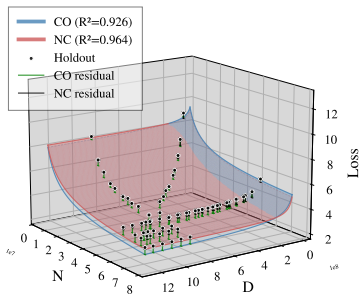 CO (R²=0.926)
NC (R²=0.964)
Holdout
CO residual
NC residual
12
10
8
6
4
2
Loss
0
1
2
3
4
5
6
7
8
1e7
N
12
10
8
6
4
2
0
1e8
D